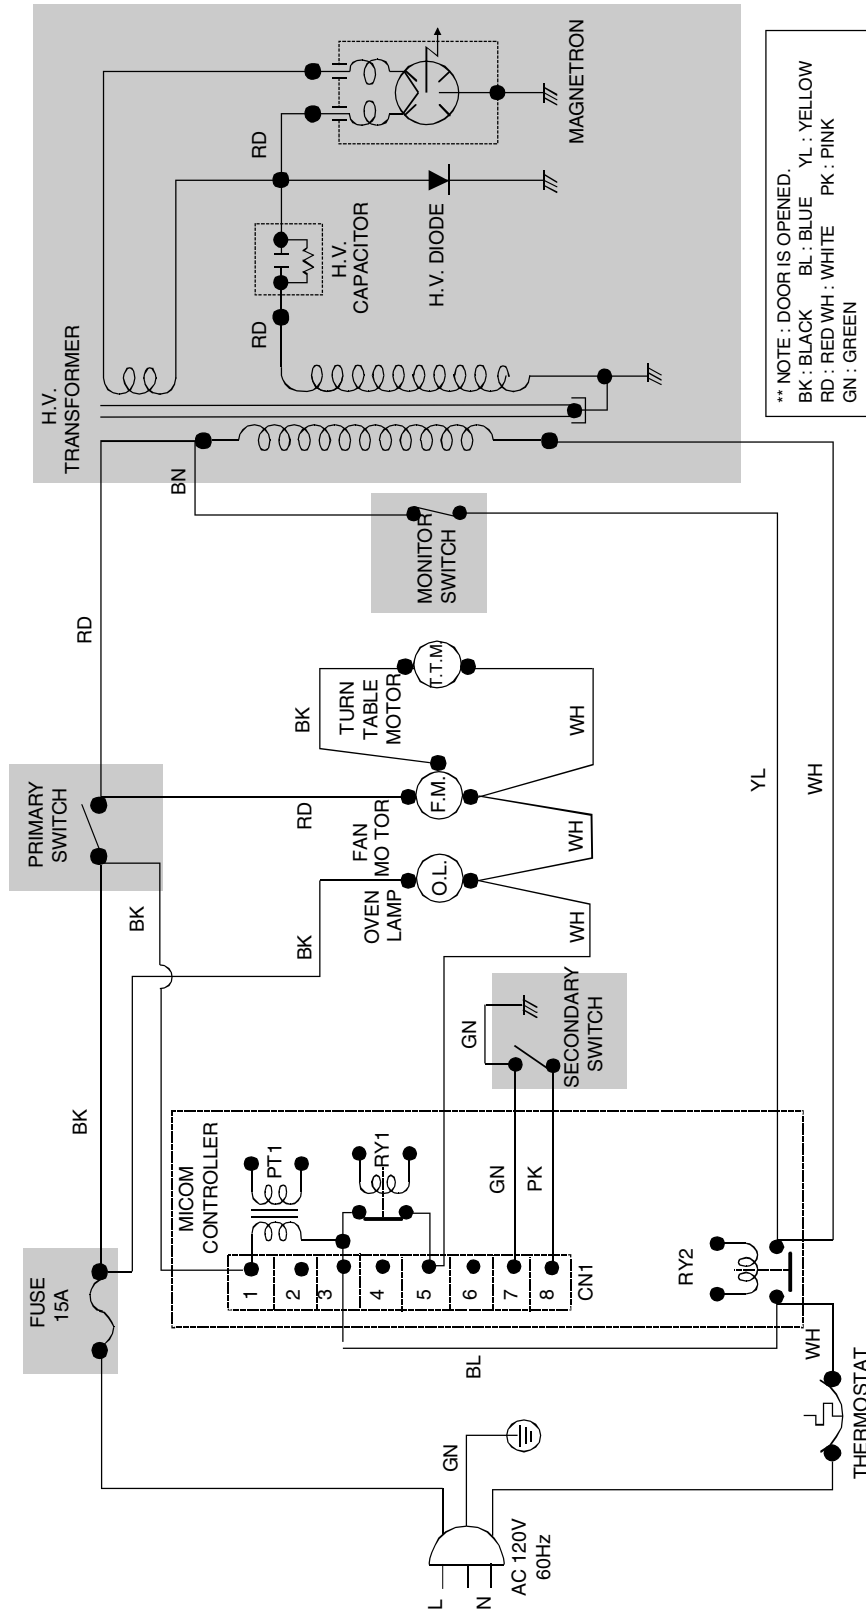 H.V.
TRANSFORMER
RD
H.V.
CAPACITOR
RD
H.V. DIODE
MAGNETRON
** NOTE : DOOR IS OPENED.
BK : BLACK BL : BLUE YL : YELLOW
RD : RED WH : WHITE PK : PINK
GN : GREEN
RD
BN
MONITOR
SWITCH
PRIMARY
SWITCH
BK
TURN
TABLE
MOTOR
T.T.M.
WH
RD
FAN
MO TOR
F.M.
WH
YL
WH
BK
BK
OVEN
LAMP
O.L.
WH
BK
GN
SECONDARY
SWITCH
MICOM
CONTROLLER
PT1
RY1
GN
PK
1
2
3
4
5
6
7
8
CN1
RY2
FUSE
15A
BL
WH
THERMOSTAT
GN
L
N
AC 120V
60Hz